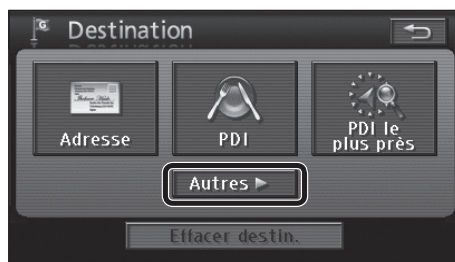 G
Destination
Adresse
PDI
PDI le
plus près
Autres
Effacer destin.